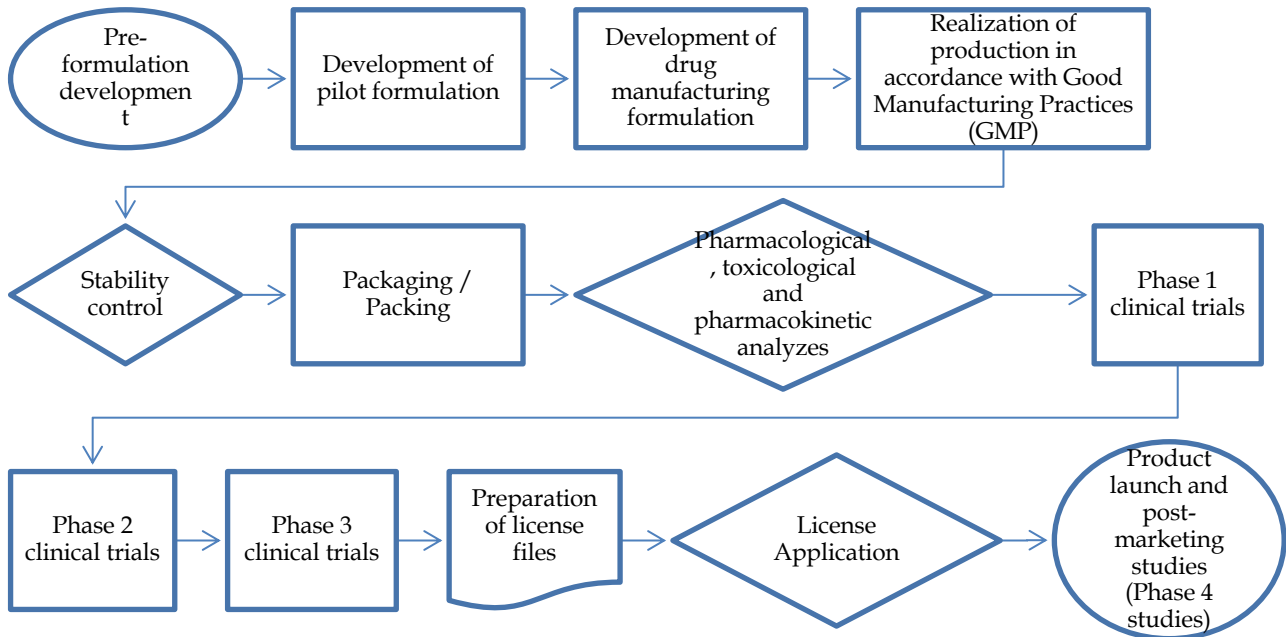 Pre-
formulation
developmen
t
Development of
pilot formulation
Development of
drug
manufacturing
formulation
Realization of
production in
accordance with Good
Manufacturing Practices
(GMP)
Stability
control
Packaging /
Packing
Pharmacological
, toxicological
and
pharmacokinetic
analyzes
Phase 1
clinical trials
Phase 2
clinical trials
Phase 3
clinical trials
Preparation
of license
files
License
Application
Product
launch and
post-
marketing
studies
(Phase 4
studies)